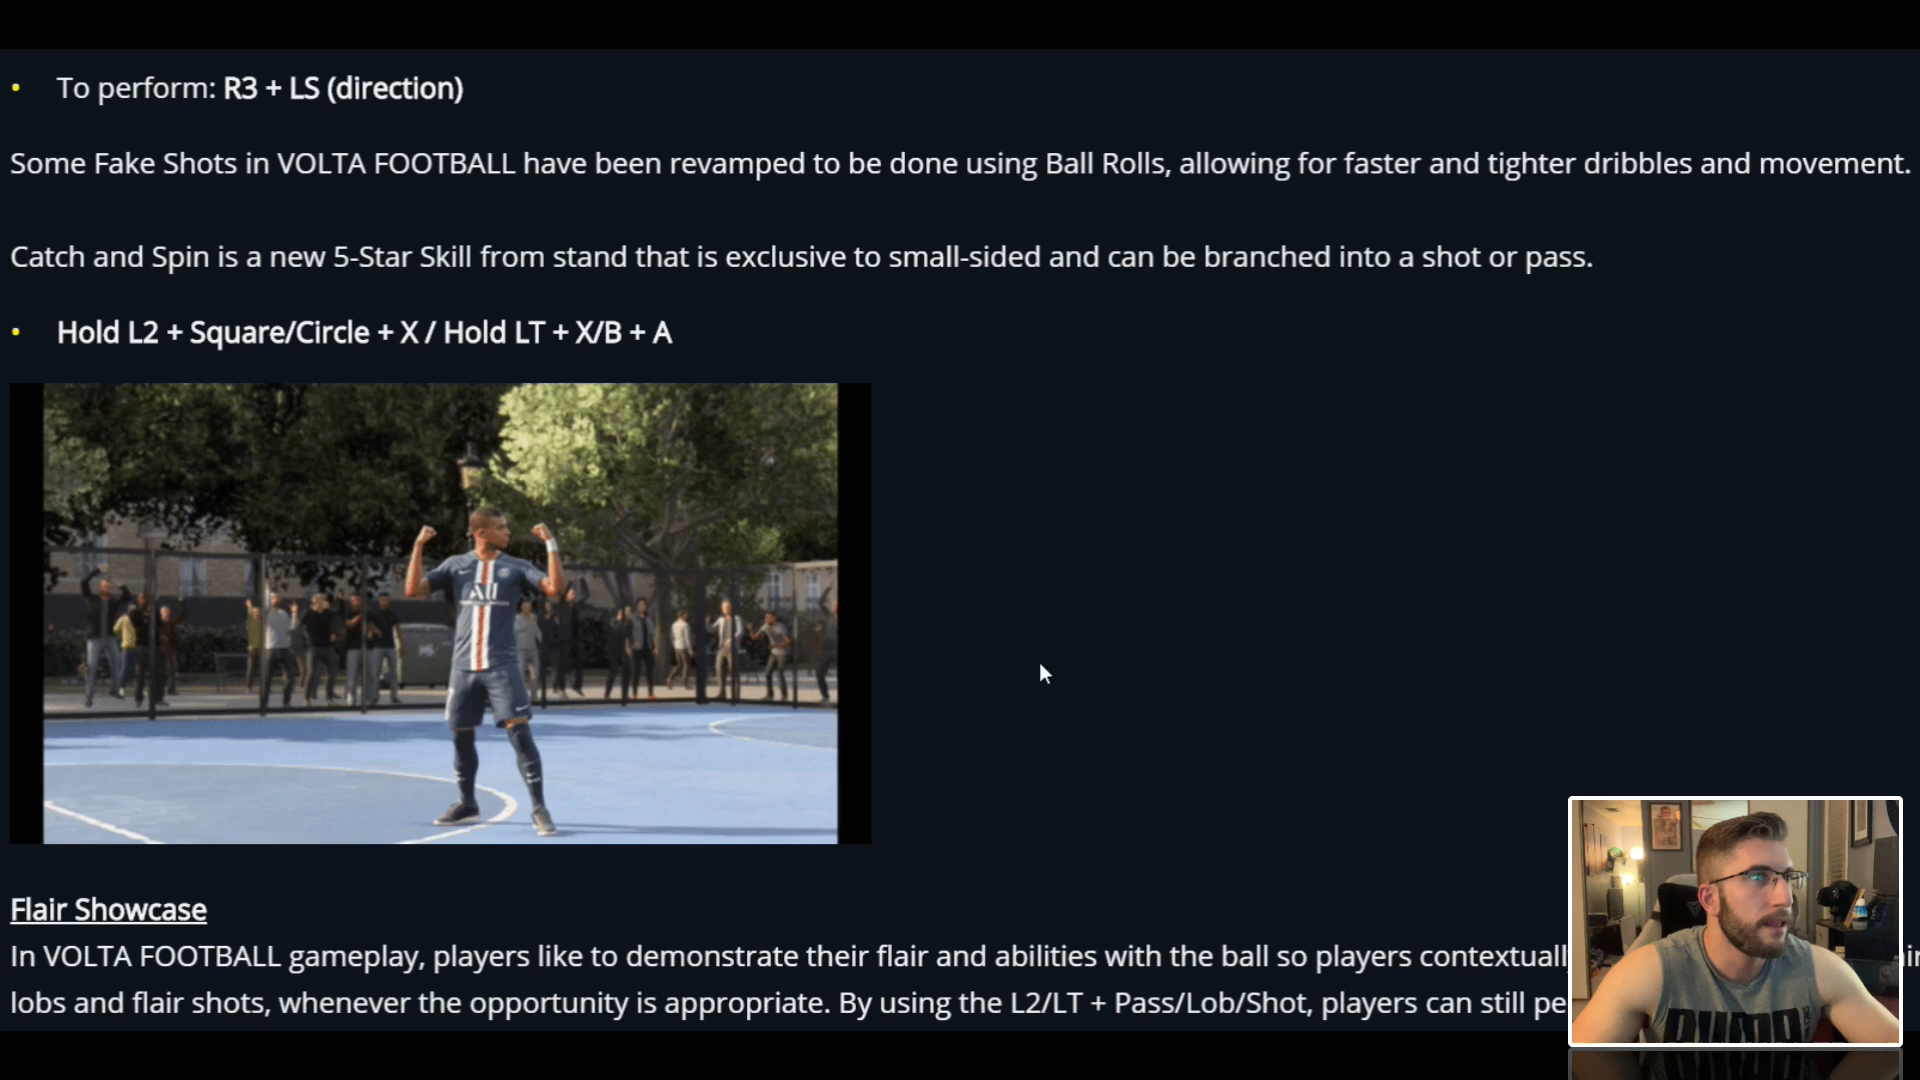 • To perform: R3 + LS (direction)
Some Fake Shots in VOLTA FOOTBALL have been revamped to be done using Ball Rolls, allowing for faster and tighter dribbles and movement.
Catch and Spin is a new 5-Star Skill from stand that is exclusive to small-sided and can be branched into a shot or pass.
• Hold L2 + Square/Circle + X / Hold LT + X/B + A
Flair Showcase
In VOLTA FOOTBALL gameplay, players like to demonstrate their flair and abilities with the ball so players contextuall
lobs and flair shots, whenever the opportunity is appropriate. By using the L2/LT + Pass/Lob/Shot, players can still pe